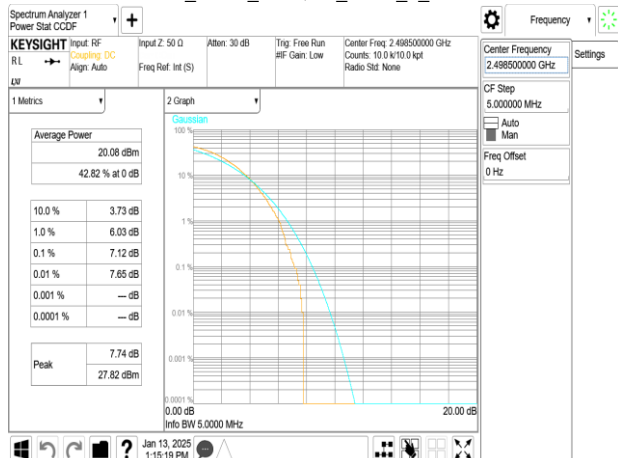 Spectrum Analyzer 1
Power Stat CCDF
+
Frequency
KEYSIGHT
RL
Input: RF
Coupling: DC
Align: Auto
Input Z: 50 Ω
Freq Ref: Int (S)
Atten: 30 dB
Trig: Free Run
#IF Gain: Low
Center Freq: 2.498500000 GHz
Counts: 10.0 k/10.0 kpt
Radio Std: None
Center Frequency
2.498500000 GHz
Settings
CF Step
5.000000 MHz
Auto
Man
Freq Offset
0 Hz
1 Metrics
Average Power
20.08 dBm
42.82 % at 0 dB
10.0 % 3.73 dB
1.0 % 6.03 dB
0.1 % 7.12 dB
0.01 % 7.65 dB
0.001 % --- dB
0.0001 % --- dB
Peak
7.74 dB
27.82 dBm
2 Graph
Gaussian
100 %
10 %
1 %
0.1 %
0.01 %
0.001 %
0.0001 %
0.00 dB 20.00 dB
Info BW 5.0000 MHz
?
Jan 13, 2025
1:15:19 PM